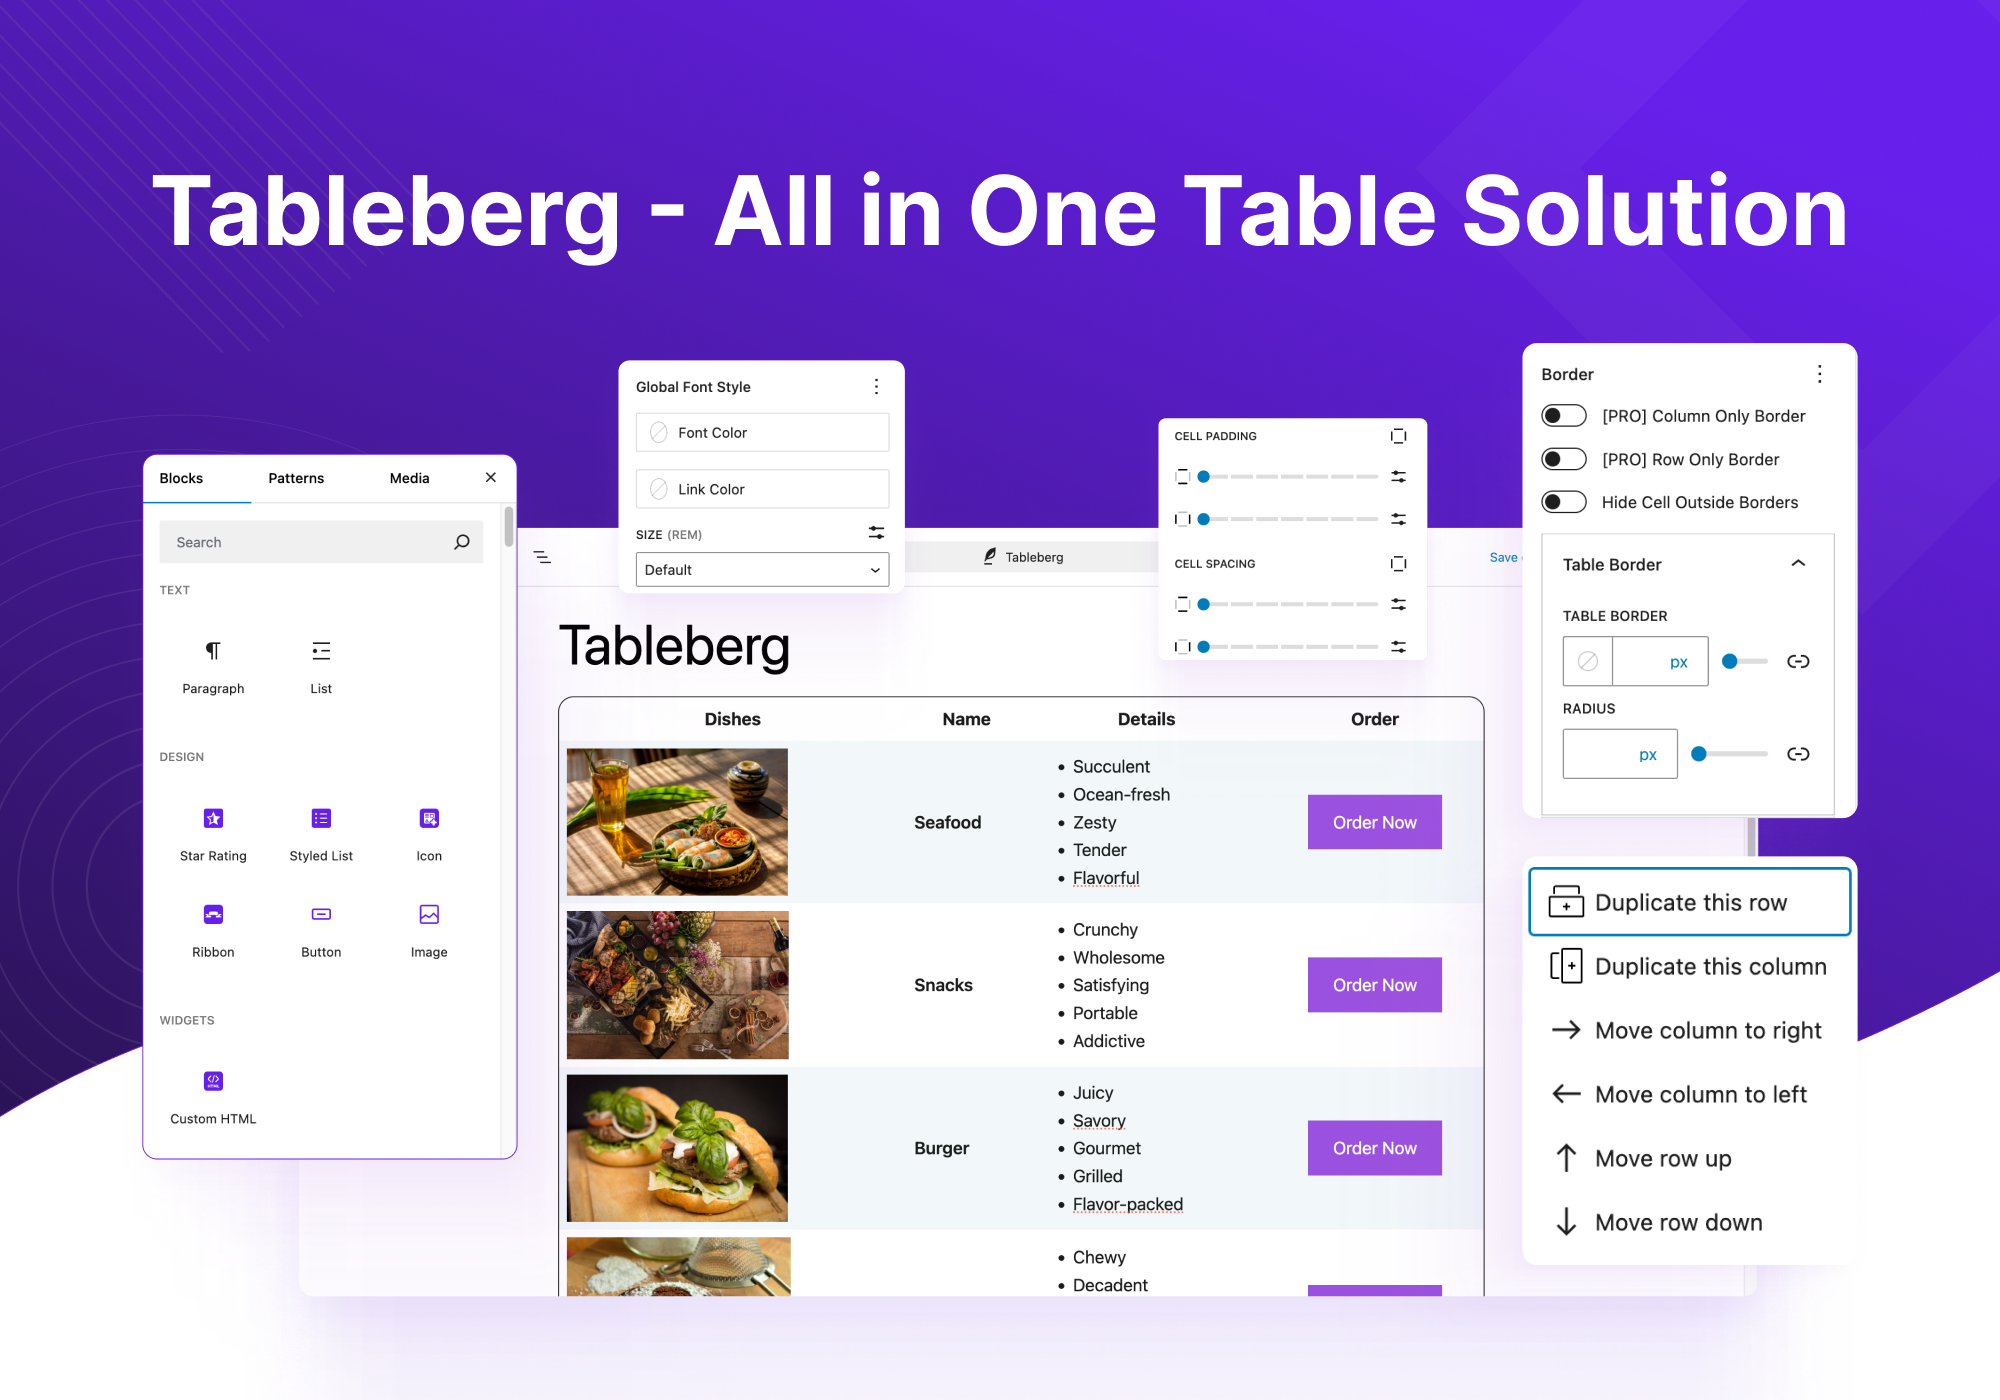 Tableberg - All in One Table Solution
Blocks
Patterns
Media
Search
TEXT
Paragraph
List
DESIGN
Star Rating
Styled List
Icon
Ribbon
Button
Image
WIDGETS
Custom HTML
Global Font Style
Font Color
Link Color
SIZE (REM)
Default
Tableberg
Save
CELL PADDING
CELL SPACING
Border
[PRO] Column Only Border
[PRO] Row Only Border
Hide Cell Outside Borders
Table Border
TABLE BORDER
px
RADIUS
px
Tableberg
Dishes
Name
Details
Order
Seafood
Succulent
Ocean-fresh
Zesty
Tender
Flavorful
Order Now
Snacks
Crunchy
Wholesome
Satisfying
Portable
Addictive
Order Now
Burger
Juicy
Savory
Gourmet
Grilled
Flavor-packed
Order Now
Chewy
Decadent
Duplicate this row
Duplicate this column
Move column to right
Move column to left
Move row up
Move row down